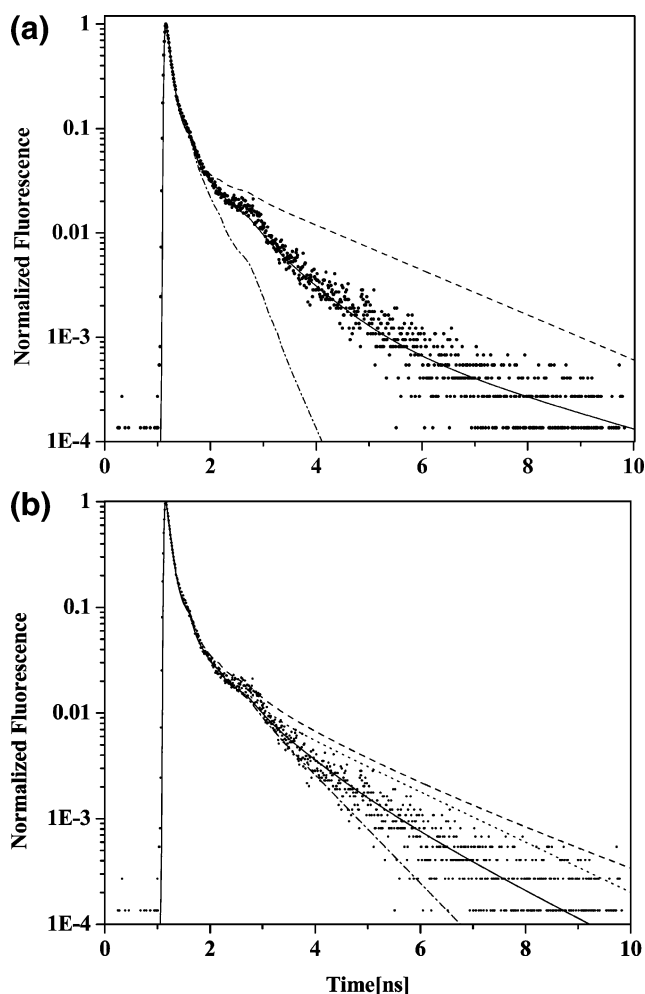 (a)
1
0.1
0.01
1E-3
1E-4
Normalized Fluorescence
0 2 4 6 8 10
(b)
1
0.1
0.01
1E-3
1E-4
Normalized Fluorescence
0 2 4 6 8 10
Time[ns]